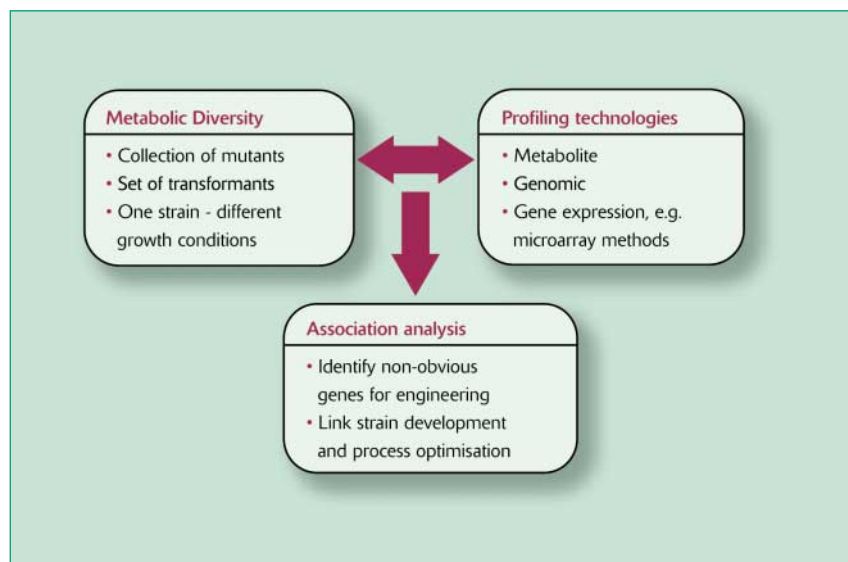 Metabolic Diversity
• Collection of mutants
• Set of transformants
• One strain - different
growth conditions
Profiling technologies
• Metabolite
• Genomic
• Gene expression, e.g.
microarray methods
Association analysis
• Identify non-obvious
genes for engineering
• Link strain development
and process optimisation